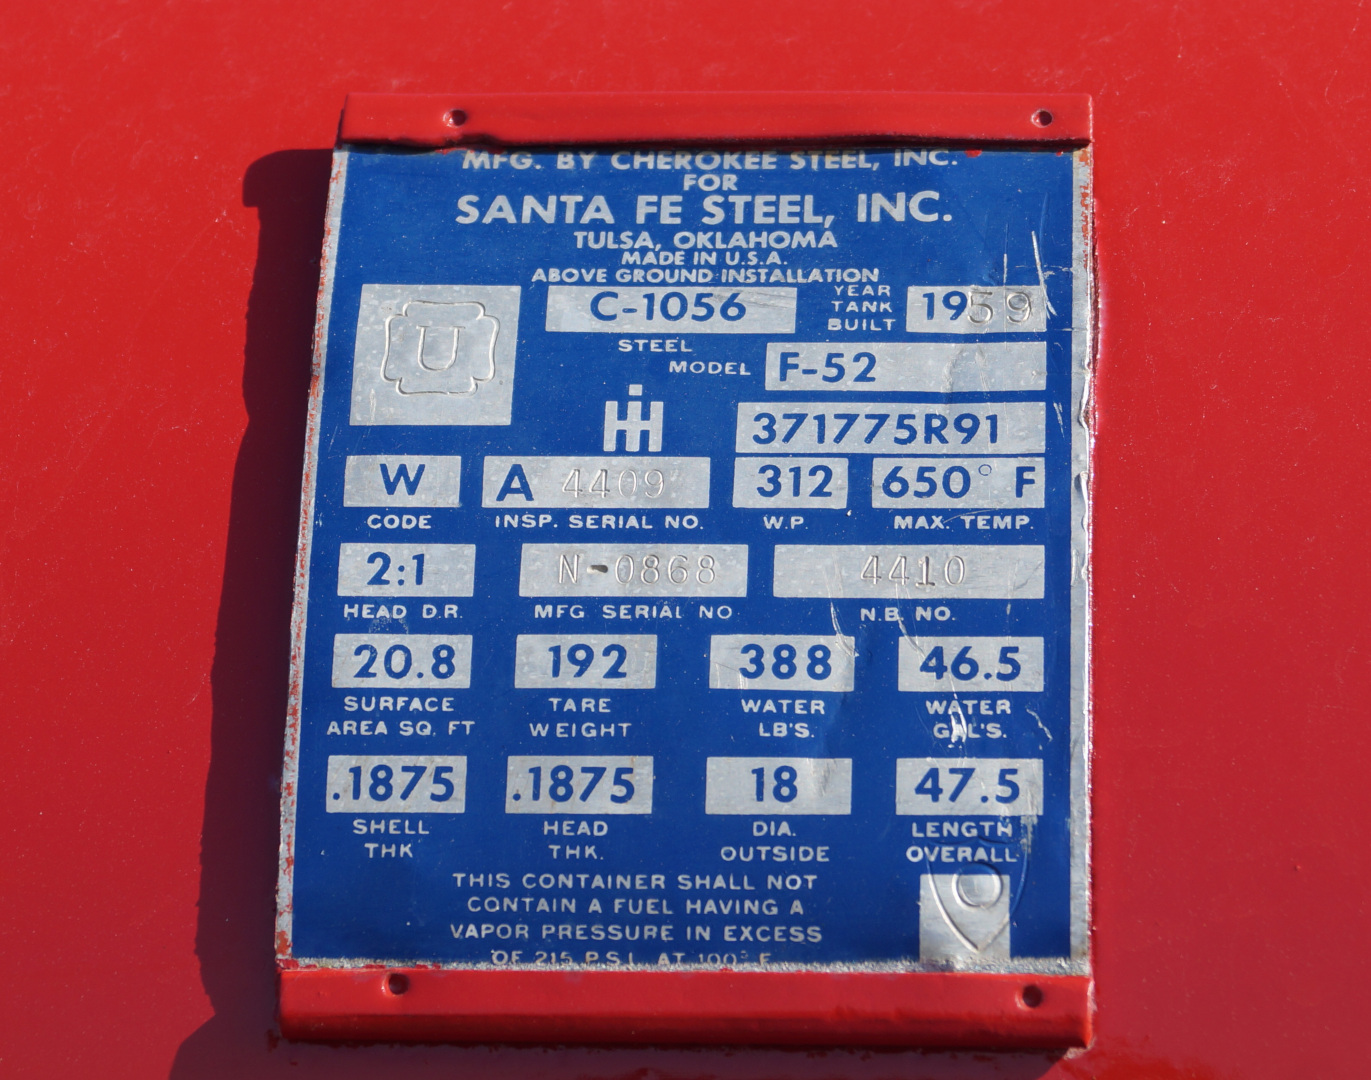 MFG. BY CHEROKEE STEEL, INC.
FOR
SANTA FE STEEL, INC.
TULSA, OKLAHOMA
MADE IN U.S.A.
ABOVE GROUND INSTALLATION
U
C-1056
STEEL
YEAR
TANK
BUILT
1959
MODEL
F-52
IH
371775R91
W
A 4409
312
650° F
CODE
INSP. SERIAL NO.
W.P.
MAX. TEMP.
2:1
N-0868
4410
HEAD D.R.
MFG SERIAL NO
N.B. NO.
20.8
192
388
46.5
SURFACE
AREA SQ. FT
TARE
WEIGHT
WATER
LB'S.
WATER
GAL'S.
.1875
.1875
18
47.5
SHELL
THK
HEAD
THK.
DIA.
OUTSIDE
LENGTH
OVERALL
THIS CONTAINER SHALL NOT
CONTAIN A FUEL HAVING A
VAPOR PRESSURE IN EXCESS
OF 215 P.S.I. AT 100° F